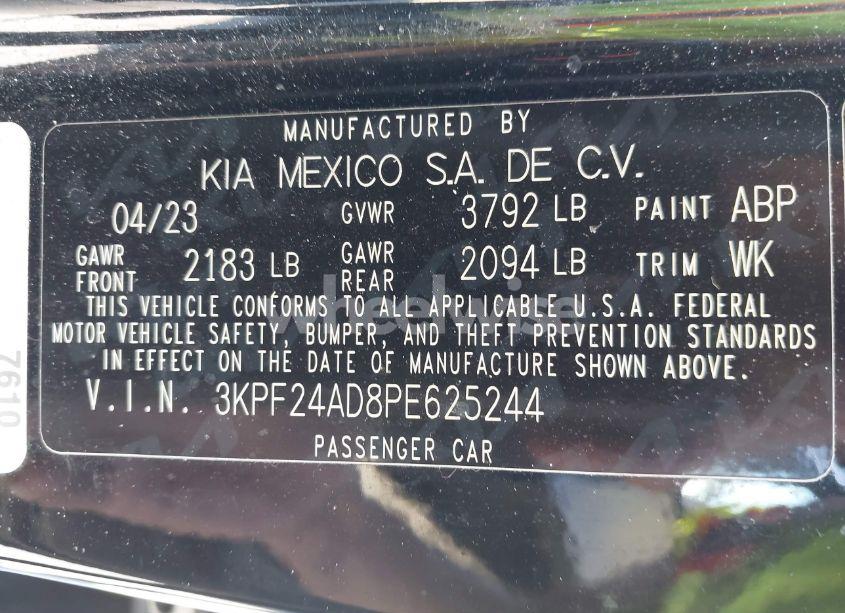 MANUFACTURED BY
KIA MEXICO S.A. DE C.V.
04/23 GVWR 3792 LB PAINT ABP
GAWR FRONT 2183 LB GAWR REAR 2094 LB TRIM WK
THIS VEHICLE CONFORMS TO ALL APPLICABLE U.S.A. FEDERAL
MOTOR VEHICLE SAFETY, BUMPER, AND THEFT PREVENTION STANDARDS
IN EFFECT ON THE DATE OF MANUFACTURE SHOWN ABOVE.
V.I.N. 3KPF24AD8PE625244
PASSENGER CAR
wheelwise